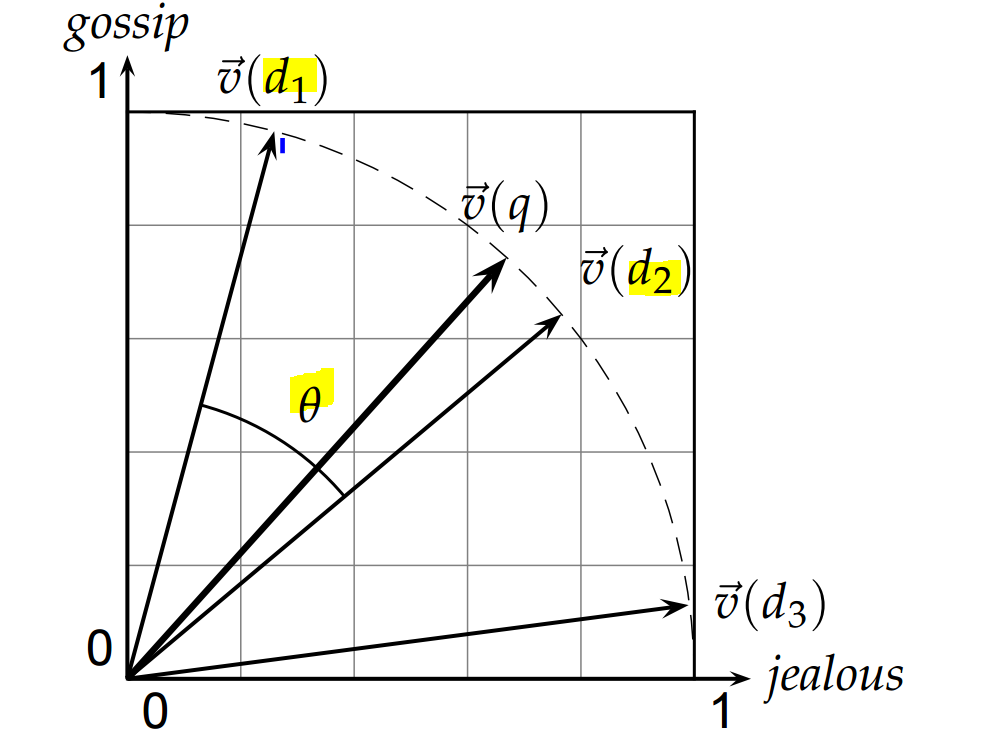 gossip
1
v⃗(d₁)
v⃗(q)
v⃗(d₂)
θ
v⃗(d₃)
0
jealous
0
1